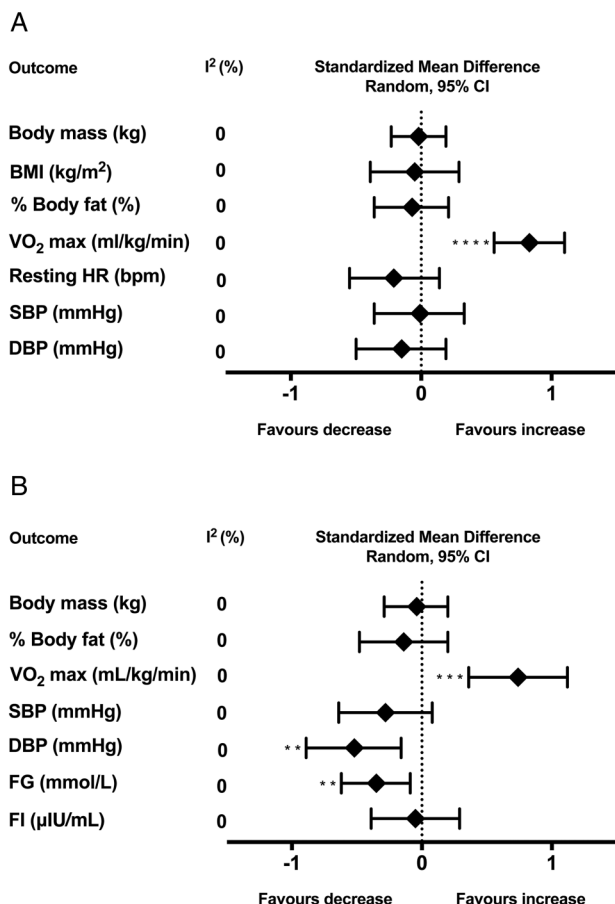 A
Outcome I² (%) Standardized Mean Difference
Random, 95% CI
Body mass (kg) 0
BMI (kg/m²) 0
% Body fat (%) 0
VO₂ max (ml/kg/min) 0 ****
Resting HR (bpm) 0
SBP (mmHg) 0
DBP (mmHg) 0
-1 0 1
Favours decrease Favours increase
B
Outcome I² (%) Standardized Mean Difference
Random, 95% CI
Body mass (kg) 0
% Body fat (%) 0
VO₂ max (mL/kg/min) 0 ***
SBP (mmHg) 0
DBP (mmHg) 0 **
FG (mmol/L) 0 **
FI (µIU/mL) 0
-1 0 1
Favours decrease Favours increase